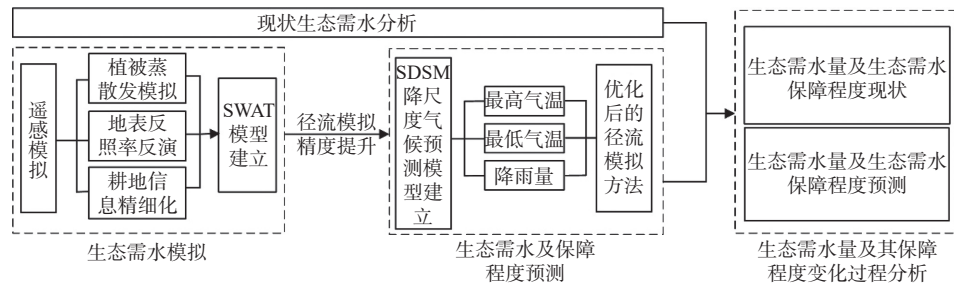 现状生态需水分析
遥感模拟
植被蒸
散发模拟
地表反
照率反演
耕地信
息精细化
SWAT
模型
建立
生态需水模拟
径流模拟
精度提升
SDSM
降尺
度气
候预
测模
型建
立
最高气温
最低气温
降雨量
优化
后的
径流
模拟
方法
生态需水及保障
程度预测
生态需水量及生态需水
保障程度现状
生态需水量及生态需水
保障程度预测
生态需水量及其保障
程度变化过程分析